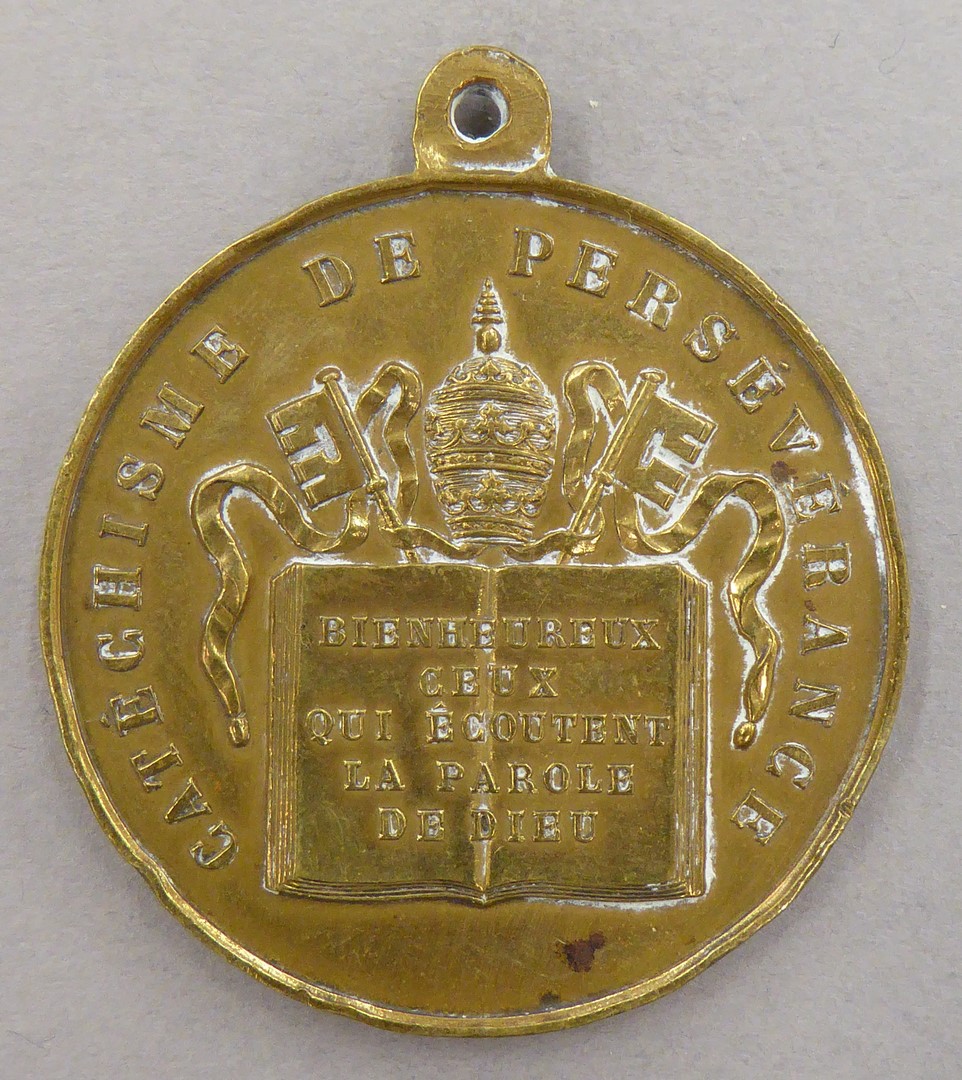 CATÉCHISME DE PERSÉVÉRANCE
BIENHEUREUX
CEUX
QUI ÉCOUTENT
LA PAROLE
DE DIEU